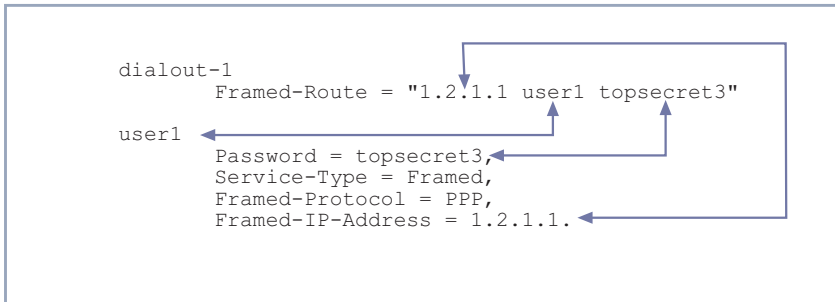 dialout-1
Framed-Route = "1.2.1.1 user1 topsecret3"
user1
Password = topsecret3,
Service-Type = Framed,
Framed-Protocol = PPP,
Framed-IP-Address = 1.2.1.1.